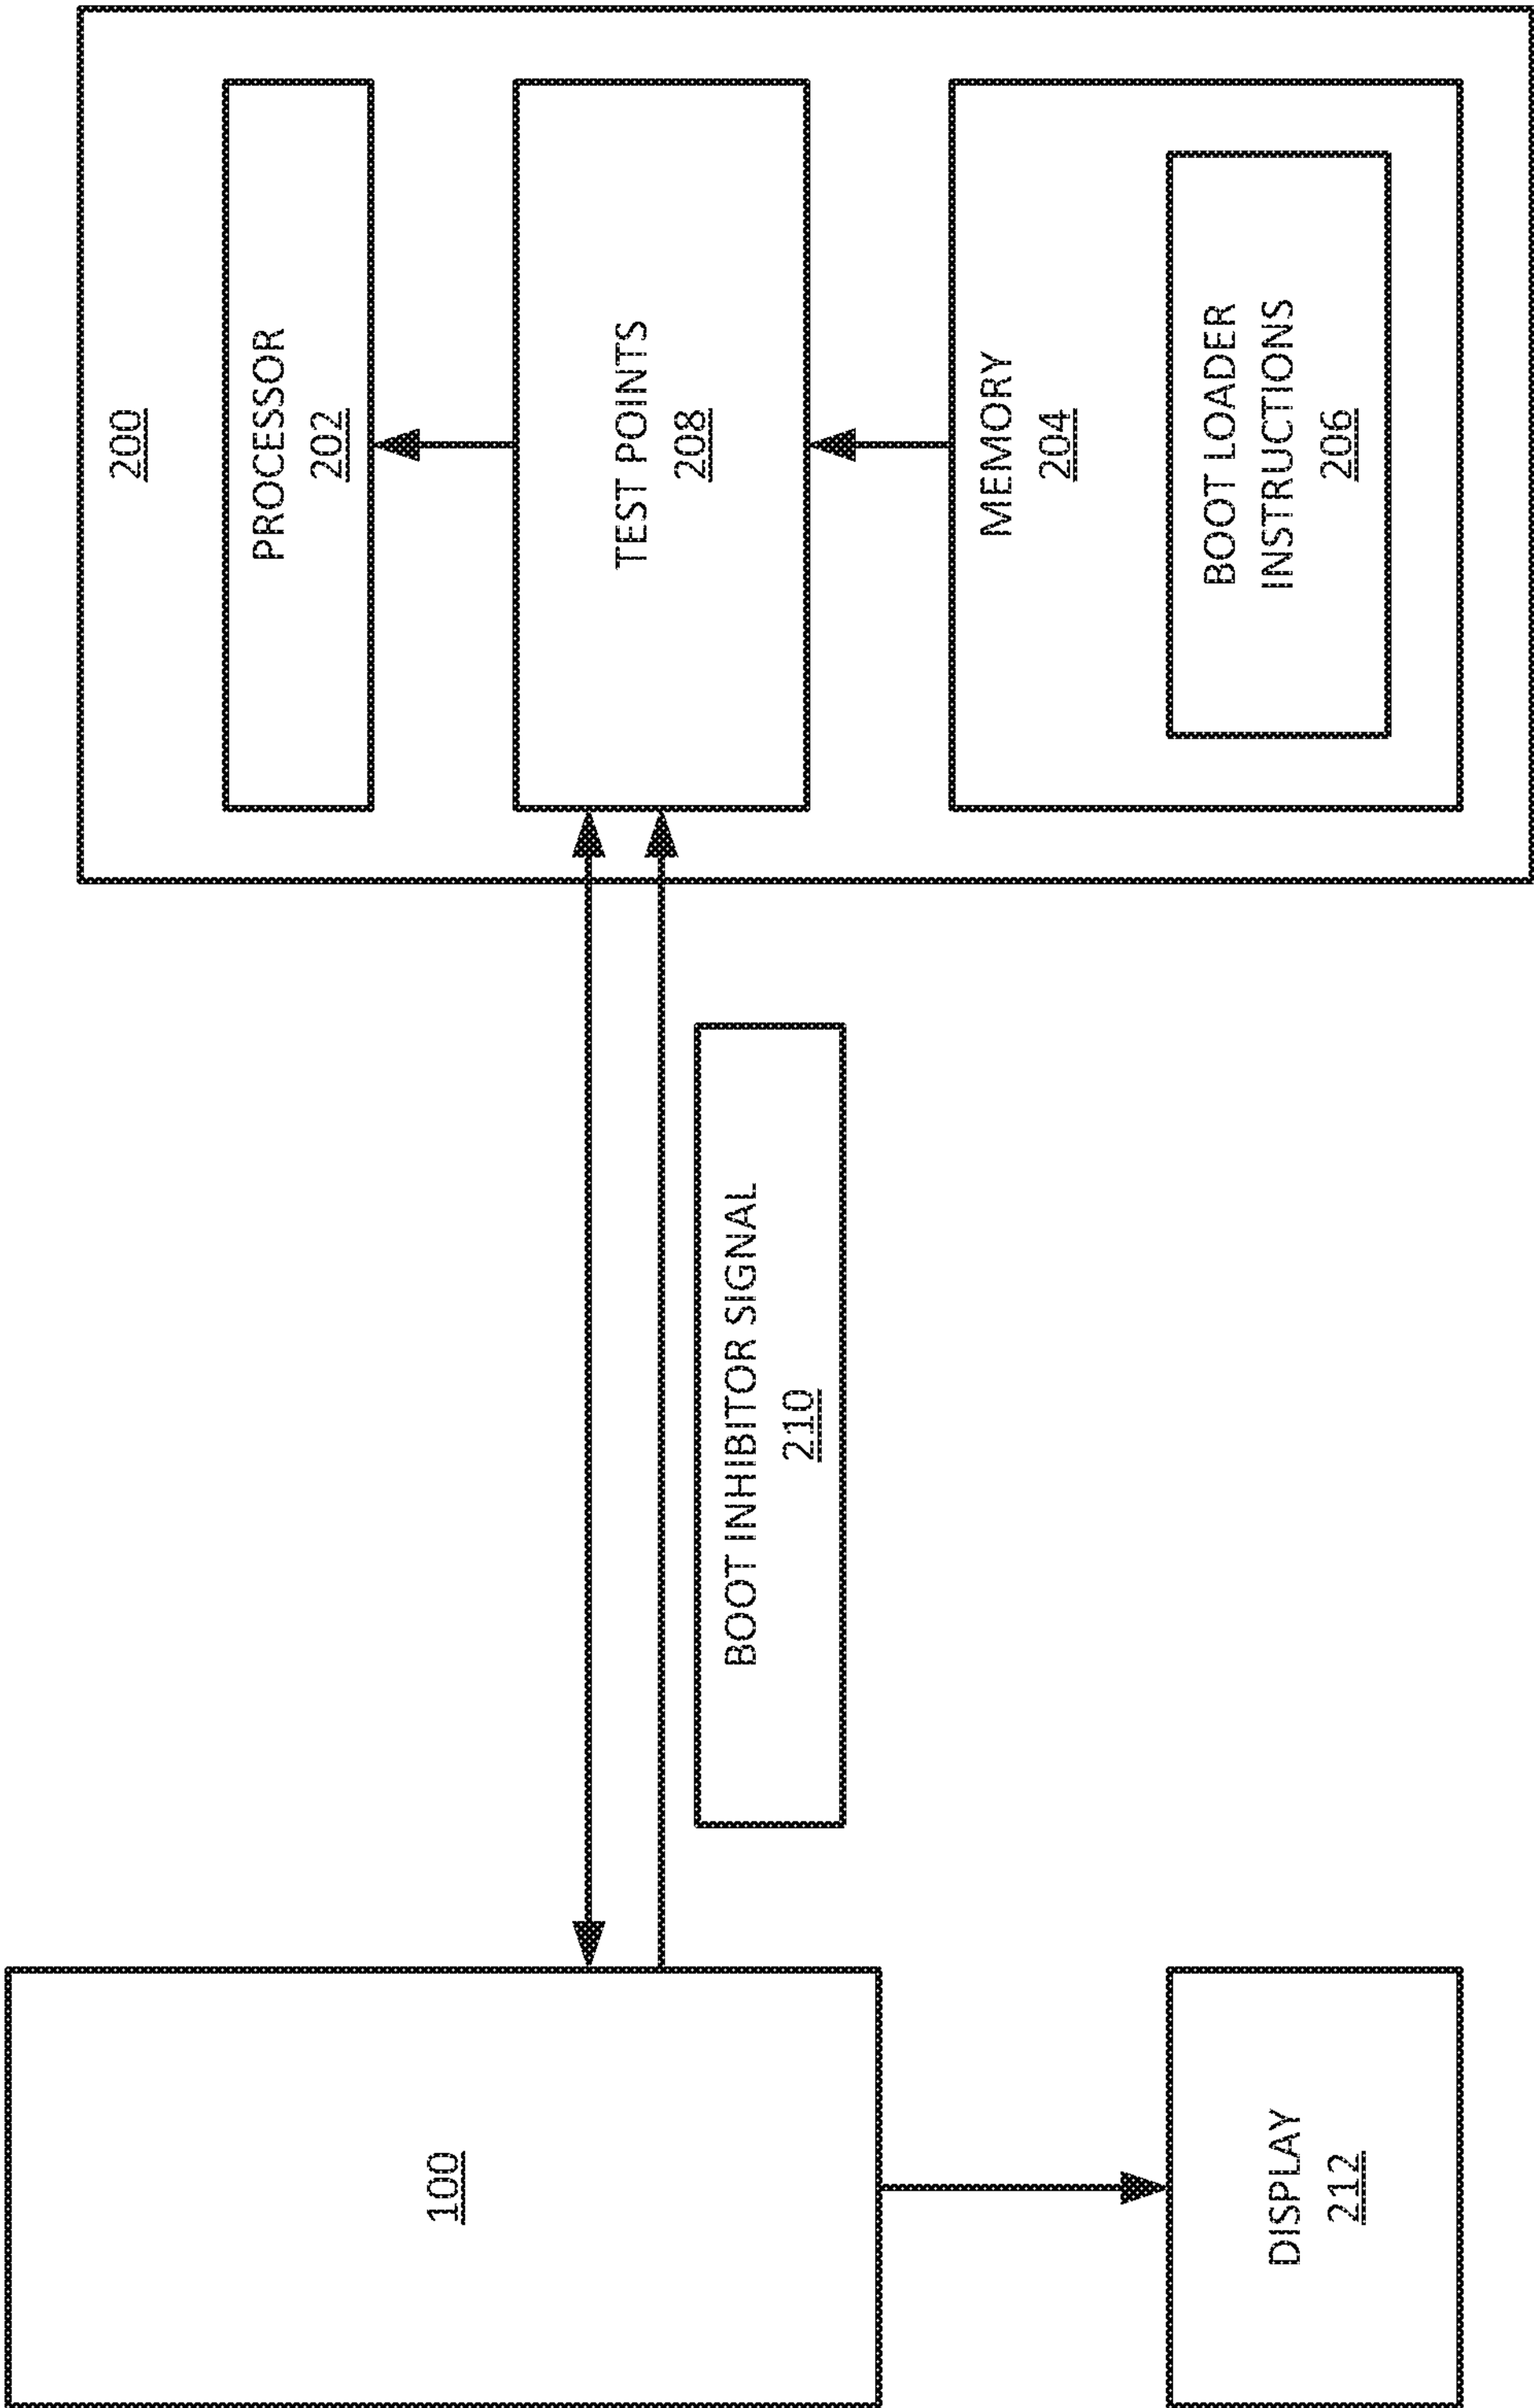 100
DISPLAY
212
BOOT INHIBITOR SIGNAL
210
200
PROCESSOR
202
TEST POINTS
208
MEMORY
204
BOOT LOADER
INSTRUCTIONS
206